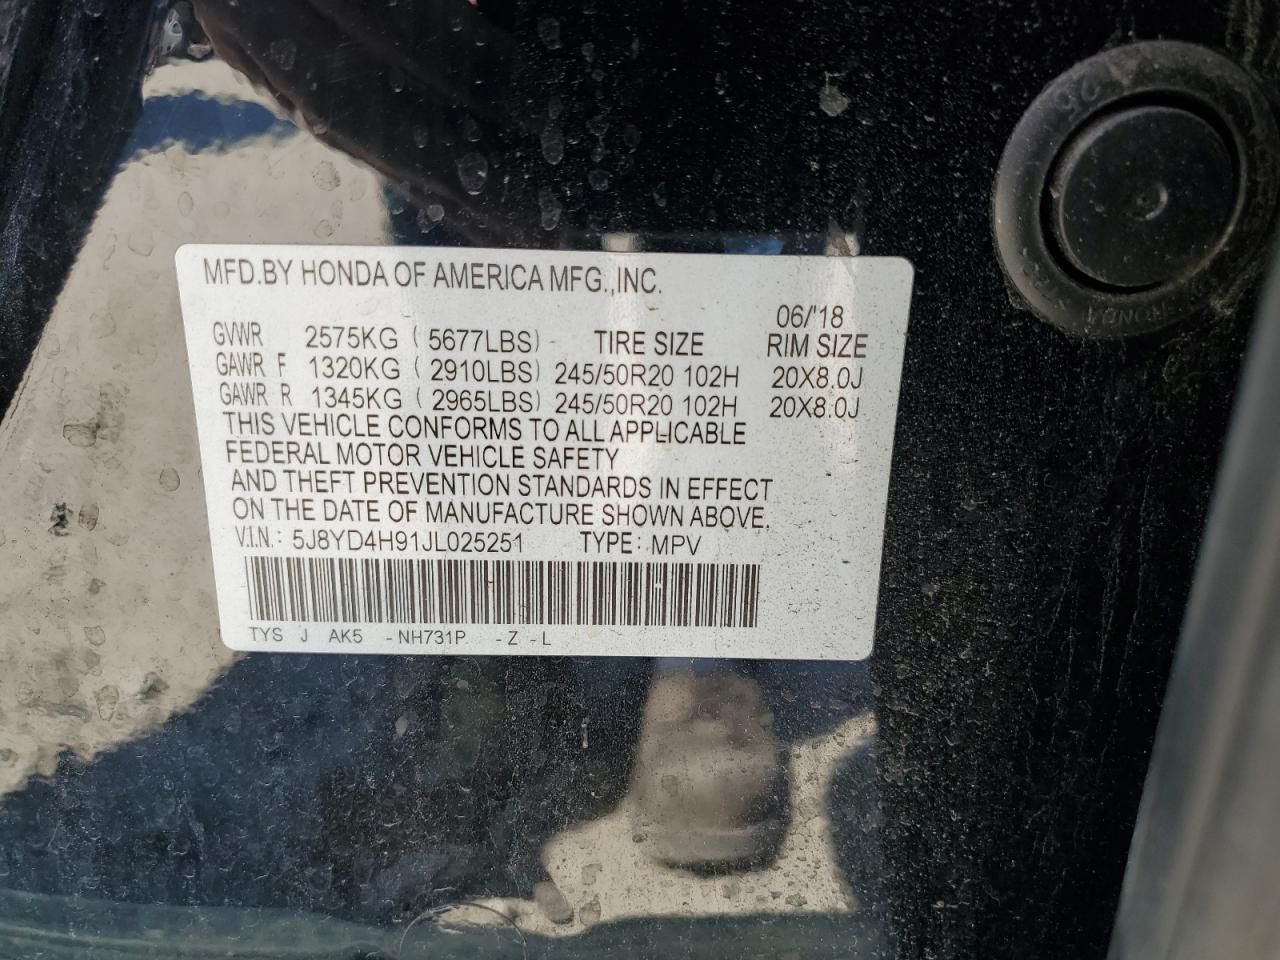 MFD.BY HONDA OF AMERICA MFG.,INC.
06/'18
GVWR 2575KG ( 5677LBS) TIRE SIZE RIM SIZE
GAWR F 1320KG ( 2910LBS) 245/50R20 102H 20X8.0J
GAWR R 1345KG ( 2965LBS) 245/50R20 102H 20X8.0J
THIS VEHICLE CONFORMS TO ALL APPLICABLE
FEDERAL MOTOR VEHICLE SAFETY
AND THEFT PREVENTION STANDARDS IN EFFECT
ON THE DATE OF MANUFACTURE SHOWN ABOVE.
V.I.N.: 5J8YD4H91JL025251 TYPE: MPV
TYS J AK5 -NH731P -Z -L
25
HONDA